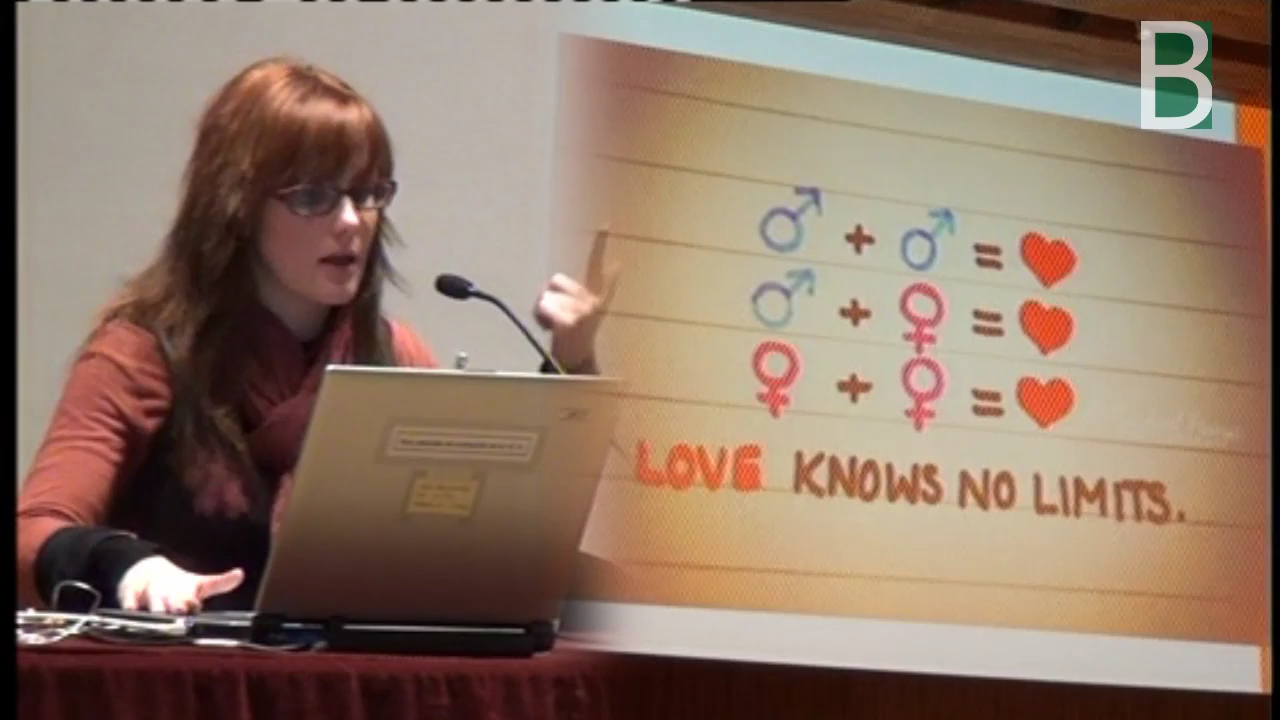 B
♂ + ♂ = ♥
♂ + ♀ = ♥
♀ + ♀ = ♥
LOVE KNOWS NO LIMITS.